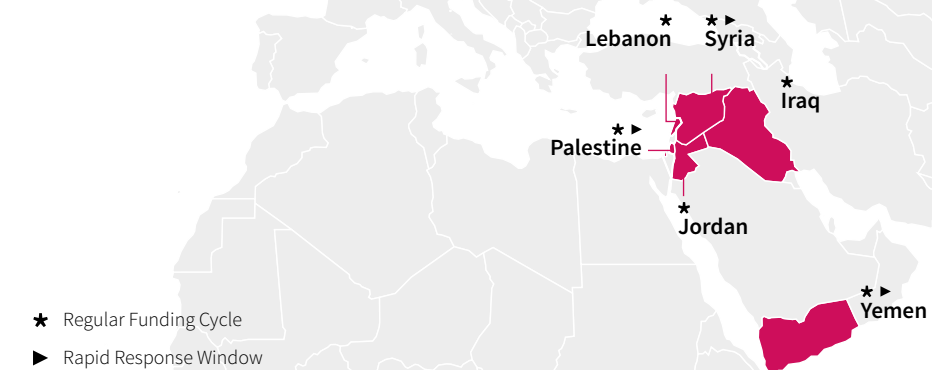 Lebanon
Syria
Iraq
Palestine
Jordan
Yemen
Regular Funding Cycle
Rapid Response Window